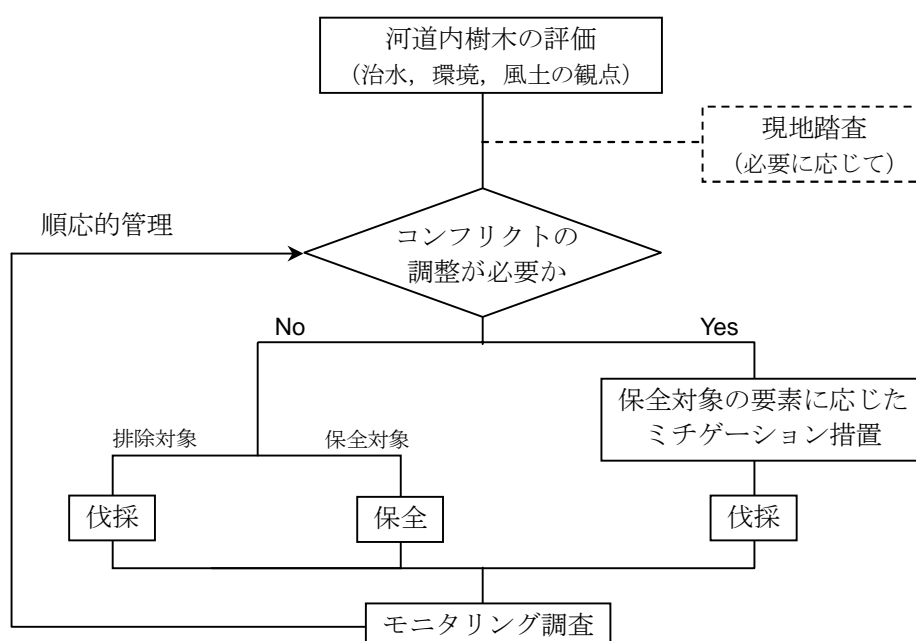 河道内樹木の評価
（治水，環境，風土の観点）
現地踏査
（必要に応じて）
順応的管理
コンフリクトの
調整が必要か
No
Yes
保全対象の要素に応じた
ミチゲーション措置
排除対象
保全対象
伐採
保全
伐採
モニタリング調査